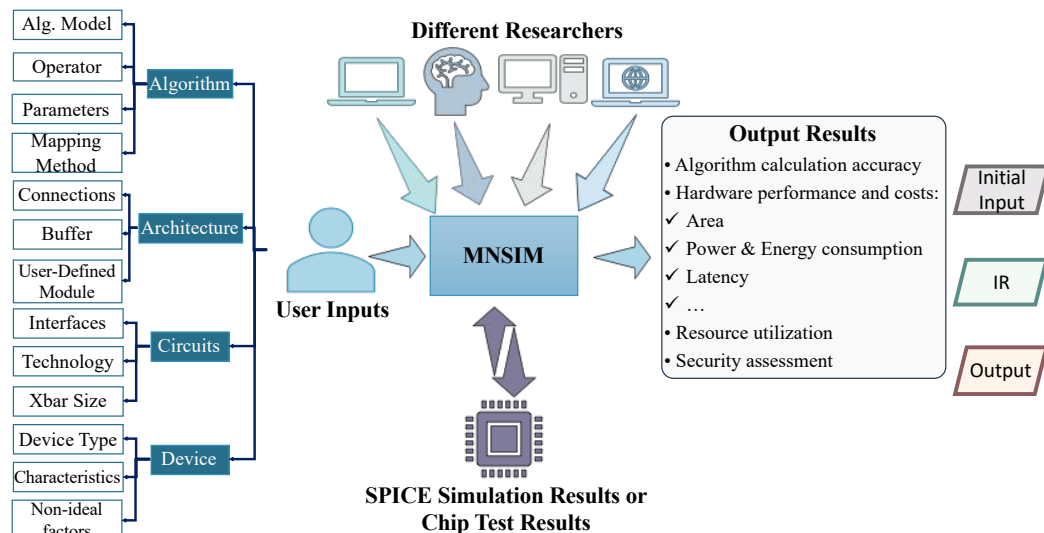 Alg. Model
Operator
Parameters
Mapping
Method
Algorithm
Connections
Buffer
User-Defined
Module
Architecture
Interfaces
Technology
Xbar Size
Circuits
Device Type
Characteristics
Non-ideal
factors
Device
User Inputs
Different Researchers
MNSIM
SPICE Simulation Results or
Chip Test Results
Output Results
• Algorithm calculation accuracy
• Hardware performance and costs:
✓ Area
✓ Power & Energy consumption
✓ Latency
✓ …
• Resource utilization
• Security assessment
Initial
Input
IR
Output